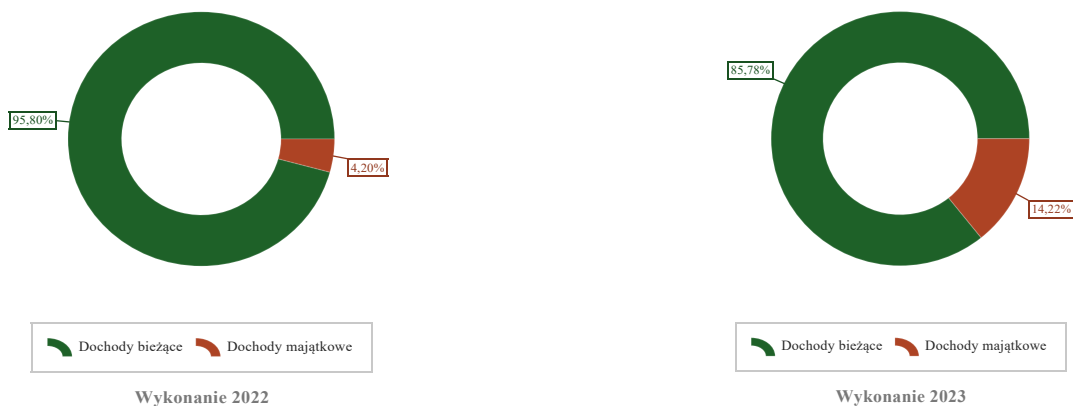 95,80%
4,20%
Dochody bieżące Dochody majątkowe
Wykonanie 2022
85,78%
14,22%
Dochody bieżące Dochody majątkowe
Wykonanie 2023